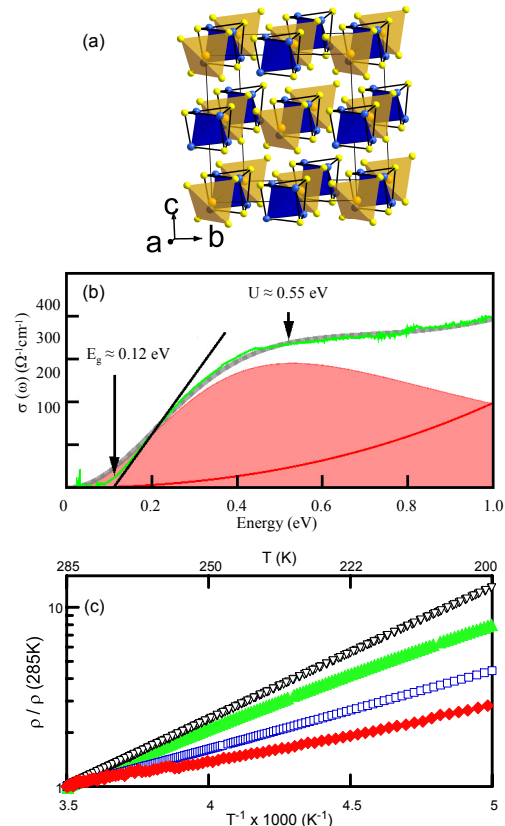 (a)
c
a
b
(b)
U ≈ 0.55 eV
E_g ≈ 0.12 eV
σ (ω) (Ω⁻¹cm⁻¹)
400
300
200
100
0 0.2 0.4 0.6 0.8 1.0
Energy (eV)
T (K)
285 250 222 200
(c)
10
1
ρ / ρ (285K)
3.5 4 4.5 5
T⁻¹ x 1000 (K⁻¹)